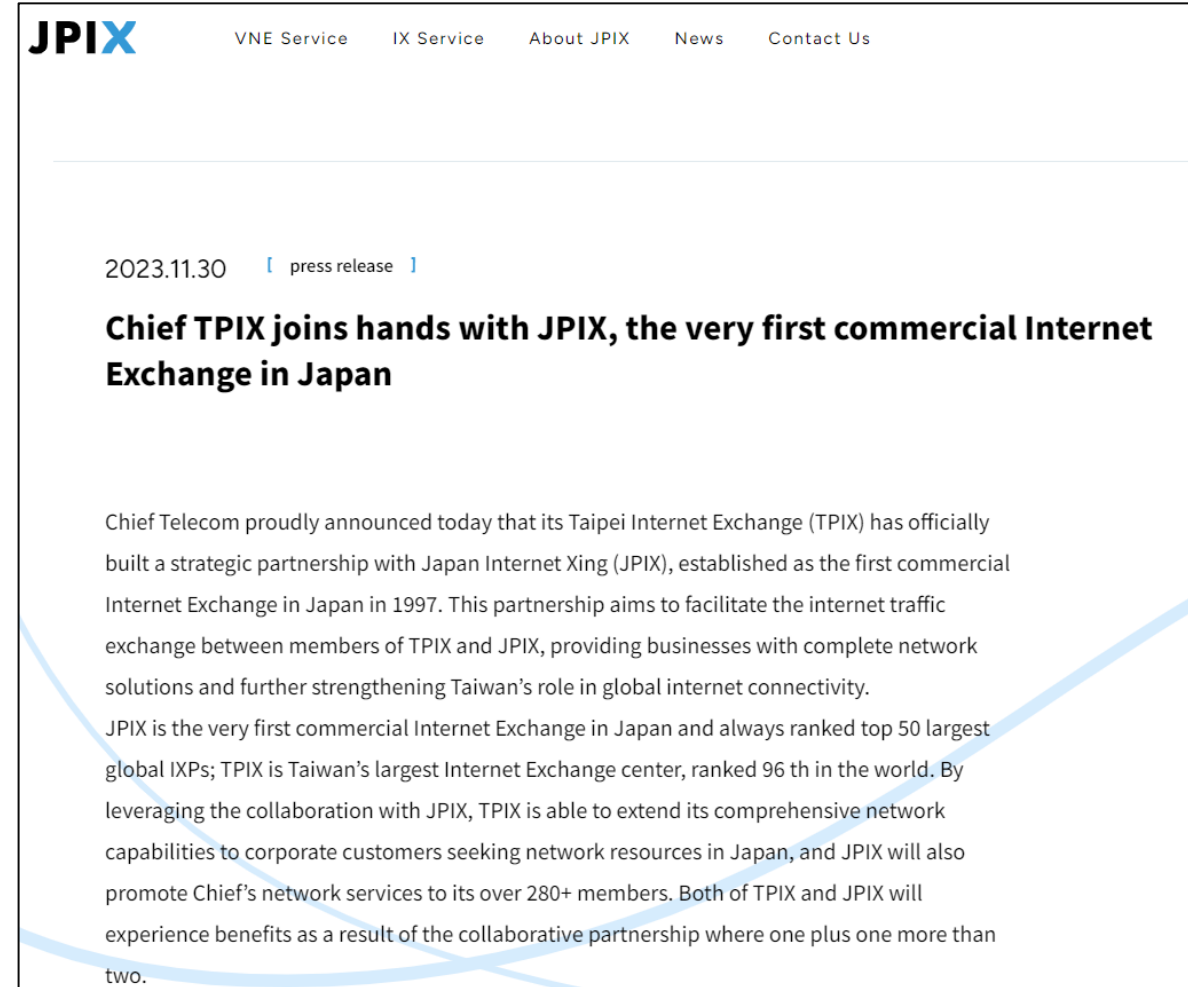 JPIX
VNE Service IX Service About JPIX News Contact Us
2023.11.30 [ press release ]
Chief TPIX joins hands with JPIX, the very first commercial Internet
Exchange in Japan
Chief Telecom proudly announced today that its Taipei Internet Exchange (TPIX) has officially
built a strategic partnership with Japan Internet Xing (JPIX), established as the first commercial
Internet Exchange in Japan in 1997. This partnership aims to facilitate the internet traffic
exchange between members of TPIX and JPIX, providing businesses with complete network
solutions and further strengthening Taiwan’s role in global internet connectivity.
JPIX is the very first commercial Internet Exchange in Japan and always ranked top 50 largest
global IXPs; TPIX is Taiwan’s largest Internet Exchange center, ranked 96 th in the world. By
leveraging the collaboration with JPIX, TPIX is able to extend its comprehensive network
capabilities to corporate customers seeking network resources in Japan, and JPIX will also
promote Chief’s network services to its over 280+ members. Both of TPIX and JPIX will
experience benefits as a result of the collaborative partnership where one plus one more than
two.